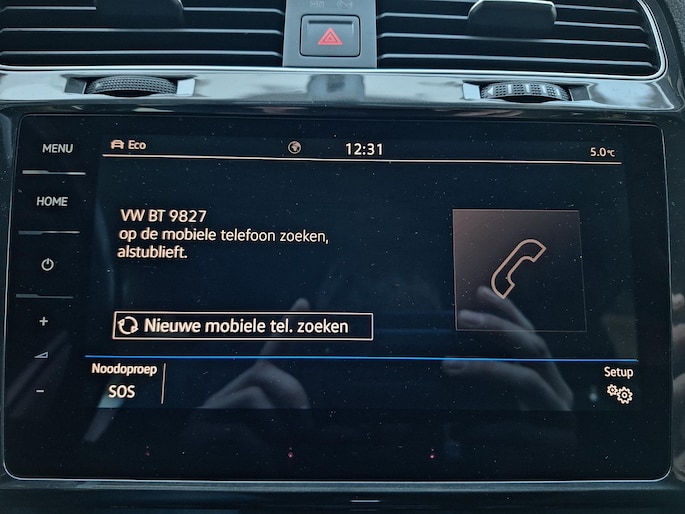 MENU
HOME
Eco
12:31
5.0°C
VW BT 9827
op de mobiele telefoon zoeken,
alstublieft.
Nieuwe mobiele tel. zoeken
Noodoproep
SOS
Setup
+
-